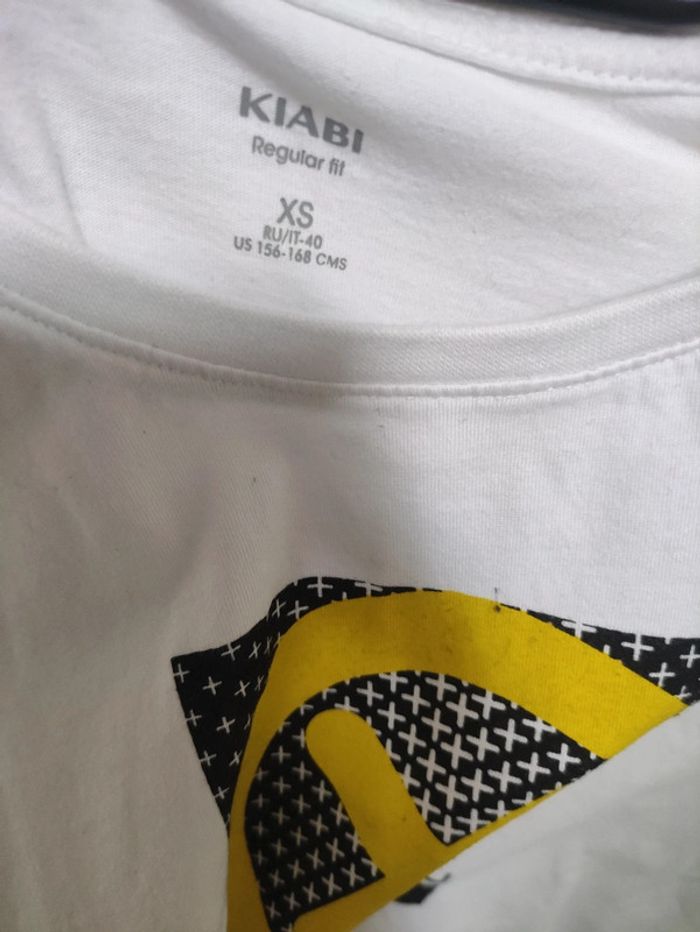 KIABI
Regular fit
XS
RU/IT-40
US 156-168 CMS